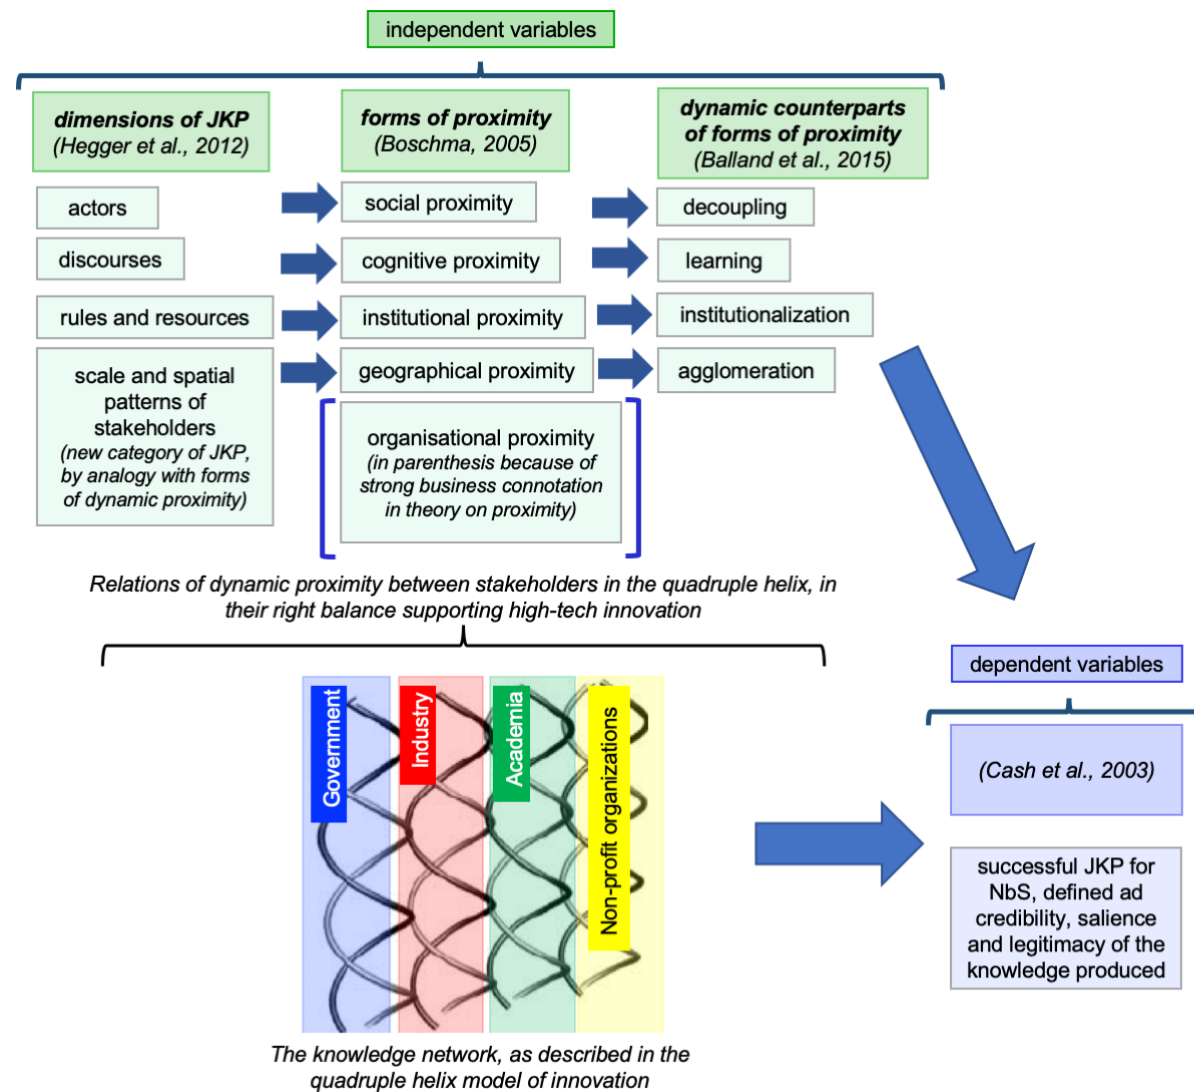 independent variables
dimensions of JKP
(Hegger et al., 2012)
forms of proximity
(Boschma, 2005)
dynamic counterparts
of forms of proximity
(Balland et al., 2015)
actors
social proximity
decoupling
discourses
cognitive proximity
learning
rules and resources
institutional proximity
institutionalization
scale and spatial
patterns of
stakeholders
(new category of JKP,
by analogy with forms
of dynamic proximity)
geographical proximity
agglomeration
organisational proximity
(in parenthesis because of
strong business connotation
in theory on proximity)
Relations of dynamic proximity between stakeholders in the quadruple helix, in
their right balance supporting high-tech innovation
Government
Industry
Academia
Non-profit organizations
The knowledge network, as described in the
quadruple helix model of innovation
dependent variables
(Cash et al., 2003)
successful JKP for
NbS, defined ad
credibility, salience
and legitimacy of the
knowledge produced